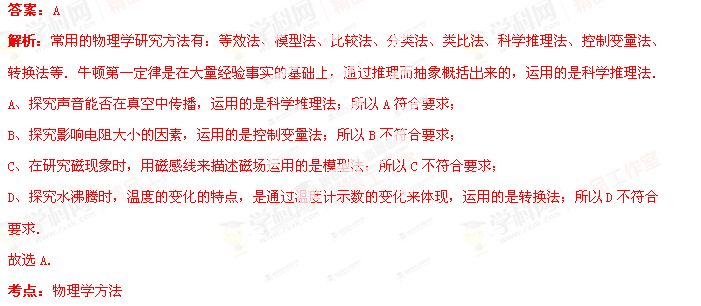 答案：A
解析：常用的物理学研究方法有：等效法、模型法、比较法、分类法、类比法、科学推理法、控制变量法、
转换法等．牛顿第一定律是在大量经验事实的基础上，通过推理而抽象概括出来的，运用的是科学推理法．
A、探究声音能否在真空中传播，运用的是科学推理法；所以 A 符合要求；
B、探究影响电阻大小的因素，运用的是控制变量法；所以 B 不符合要求；
C、在研究磁现象时，用磁感线来描述磁场运用的是模型法；所以 C 不符合要求；
D、探究水沸腾时，温度的变化的特点，是通过温度计示数的变化来体现，运用的是转换法；所以 D 不符合
要求．
故选 A.
考点：物理学方法